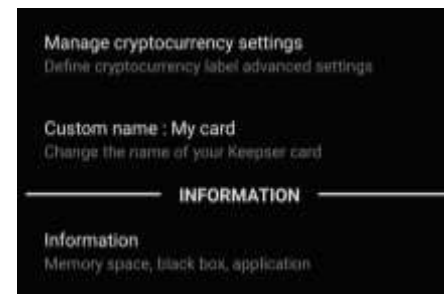 Manage cryptocurrency settings
Define cryptocurrency label advanced settings
Custom name : My card
Change the name of your Keepser card
INFORMATION
Information
Memory space, black box, application